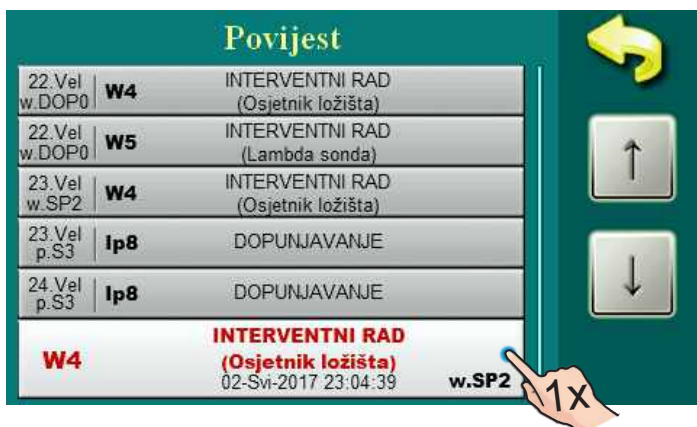 Povijest
22.Vel
w.DOP0
W4
INTERVENTNI RAD
(Osjetnik ložišta)
22.Vel
w.DOP0
W5
INTERVENTNI RAD
(Lambda sonda)
23.Vel
w.SP2
W4
INTERVENTNI RAD
(Osjetnik ložišta)
23.Vel
p.S3
Ip8
DOPUNJAVANJE
24.Vel
p.S3
Ip8
DOPUNJAVANJE
W4
INTERVENTNI RAD
(Osjetnik ložišta)
02-Svi-2017 23:04:39
w.SP2
1x